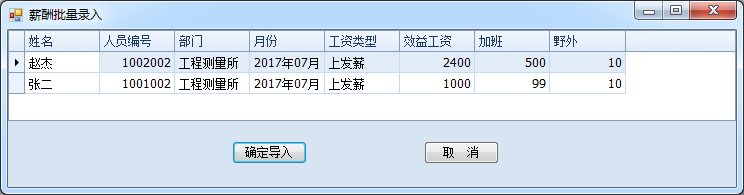 薪酬批量录入
姓名 人员编号 部门 月份 工资类型 效益工资 加班 野外
赵杰 1002002 工程测量所 2017年07月 上发薪 2400 500 10
张二 1001002 工程测量所 2017年07月 上发薪 1000 99 10
确定导入 取 消